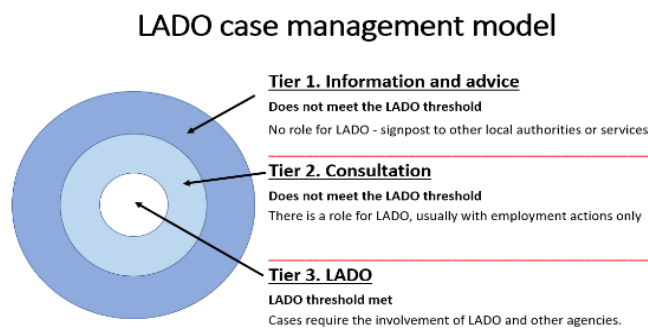 LADO case management model
Tier 1. Information and advice
Does not meet the LADO threshold
No role for LADO - signpost to other local authorities or services
Tier 2. Consultation
Does not meet the LADO threshold
There is a role for LADO, usually with employment actions only
Tier 3. LADO
LADO threshold met
Cases require the involvement of LADO and other agencies.